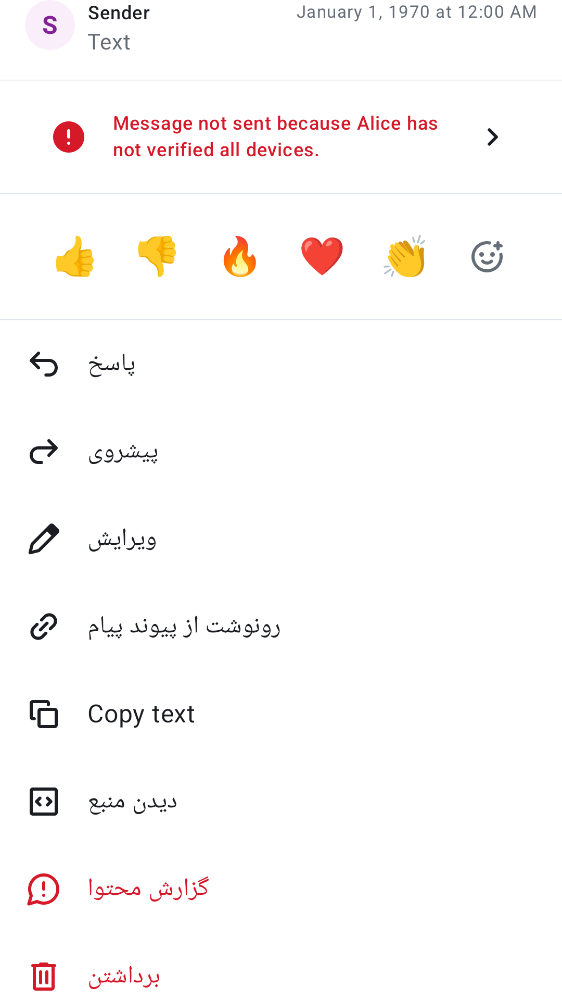 S
Sender
January 1, 1970 at 12:00 AM
Text
Message not sent because Alice has
not verified all devices.
پاسخ
پیشروی
ویرایش
رونوشت از پیوند پیام
Copy text
دیدن منبع
گزارش محتوا
برداشتن